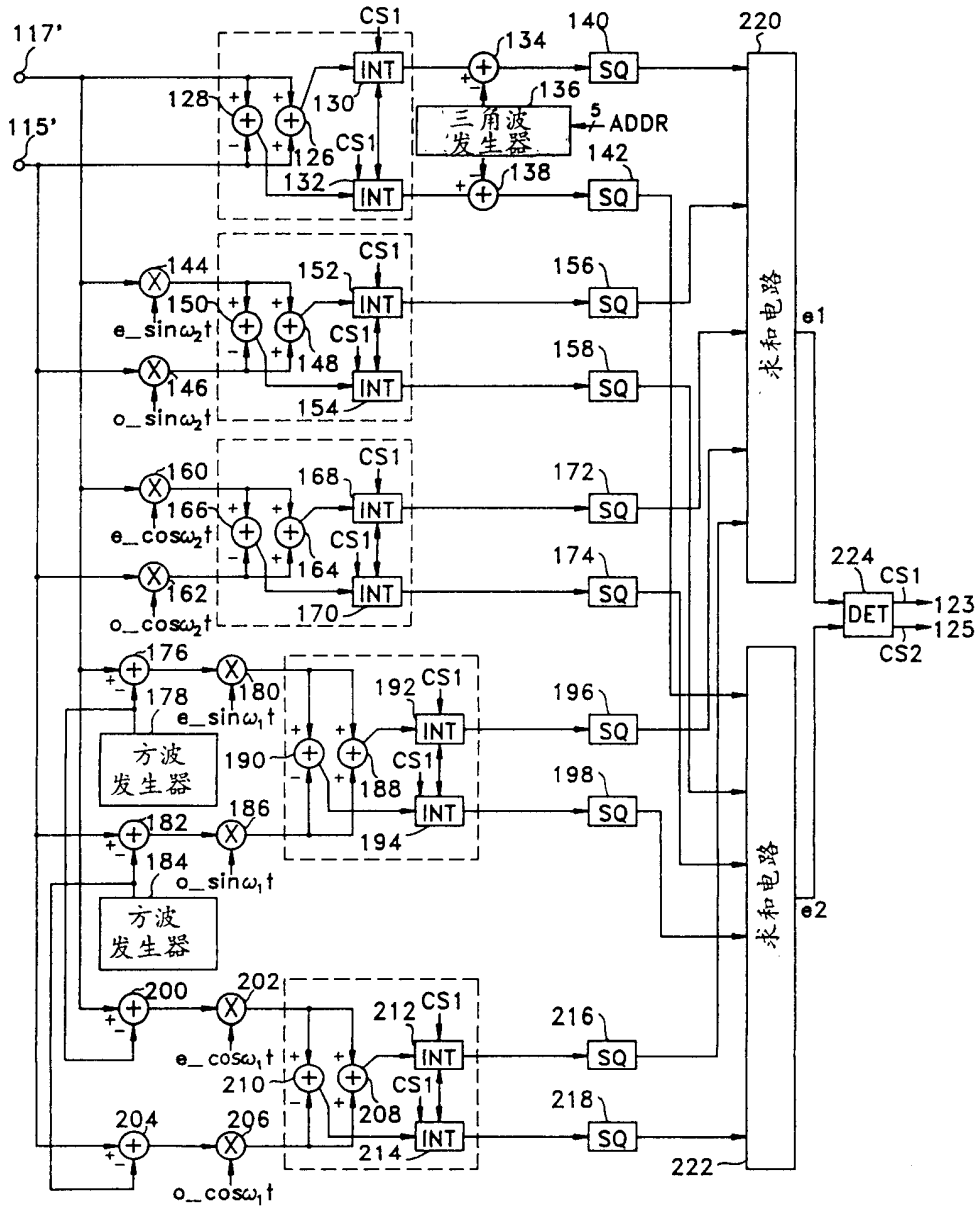 117'
115'
CS1
134
140
220
+
128
+
INT
130
+
-
SQ
136
三角波
发生器
5
ADDR
-
+
126
CS1
132
INT
-
+
138
142
SQ
144
X
e_sinω₂t
146
X
o_sinω₂t
CS1
152
+
150
+
INT
CS1
-
+
148
154
INT
156
SQ
158
SQ
求和电路
e1
160
X
e_cosω₂t
162
X
o_cosω₂t
CS1
168
+
166
+
INT
CS1
-
+
164
170
INT
172
SQ
174
SQ
224
DET
CS1
123
125
CS2
176
+
-
178
方波
发生器
X
180
e_sinω₁t
CS1
192
+
190
+
INT
CS1
-
+
188
194
INT
196
SQ
198
SQ
182
+
-
184
方波
发生器
186
X
o_sinω₁t
求和电路
e2
200
+
-
202
X
e_cosω₁t
CS1
212
+
210
+
INT
CS1
-
+
208
214
INT
216
SQ
218
SQ
204
+
-
206
X
o_cosω₁t
222